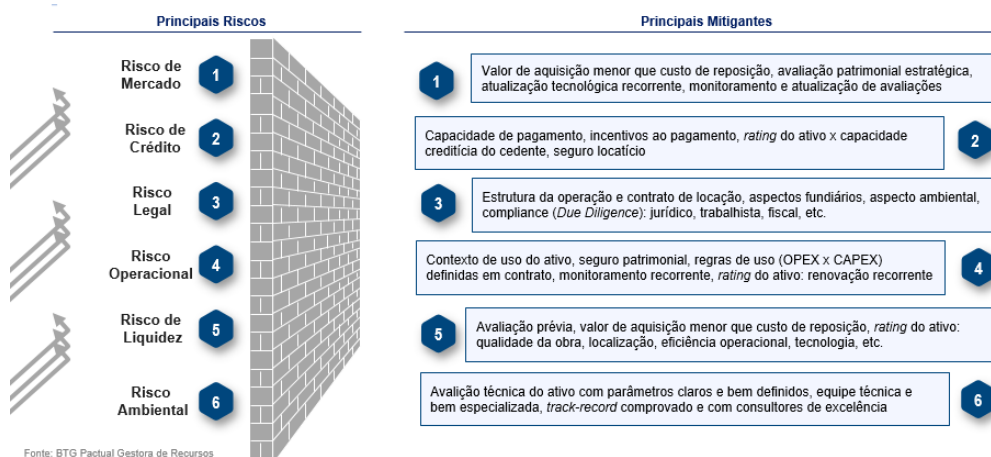 Principais Riscos
Principais Mitigantes
Risco de
Mercado
1
1
Valor de aquisição menor que custo de reposição, avaliação patrimonial estratégica,
atualização tecnológica recorrente, monitoramento e atualização de avaliações
Risco de
Crédito
2
Capacidade de pagamento, incentivos ao pagamento, rating do ativo x capacidade
creditícia do cedente, seguro locatício
2
Risco
Legal
3
3
Estrutura da operação e contrato de locação, aspectos fundiários, aspecto ambiental,
compliance (Due Diligence): jurídico, trabalhista, fiscal, etc.
Risco
Operacional
4
Contexto de uso do ativo, seguro patrimonial, regras de uso (OPEX x CAPEX)
definidas em contrato, monitoramento recorrente, rating do ativo: renovação recorrente
4
Risco de
Liquidez
5
5
Avaliação prévia, valor de aquisição menor que custo de reposição, rating do ativo:
qualidade da obra, localização, eficiência operacional, tecnologia, etc.
Risco
Ambiental
6
Avalição técnica do ativo com parâmetros claros e bem definidos, equipe técnica e
bem especializada, track-record comprovado e com consultores de excelência
6
Fonte: BTG Pactual Gestora de Recursos